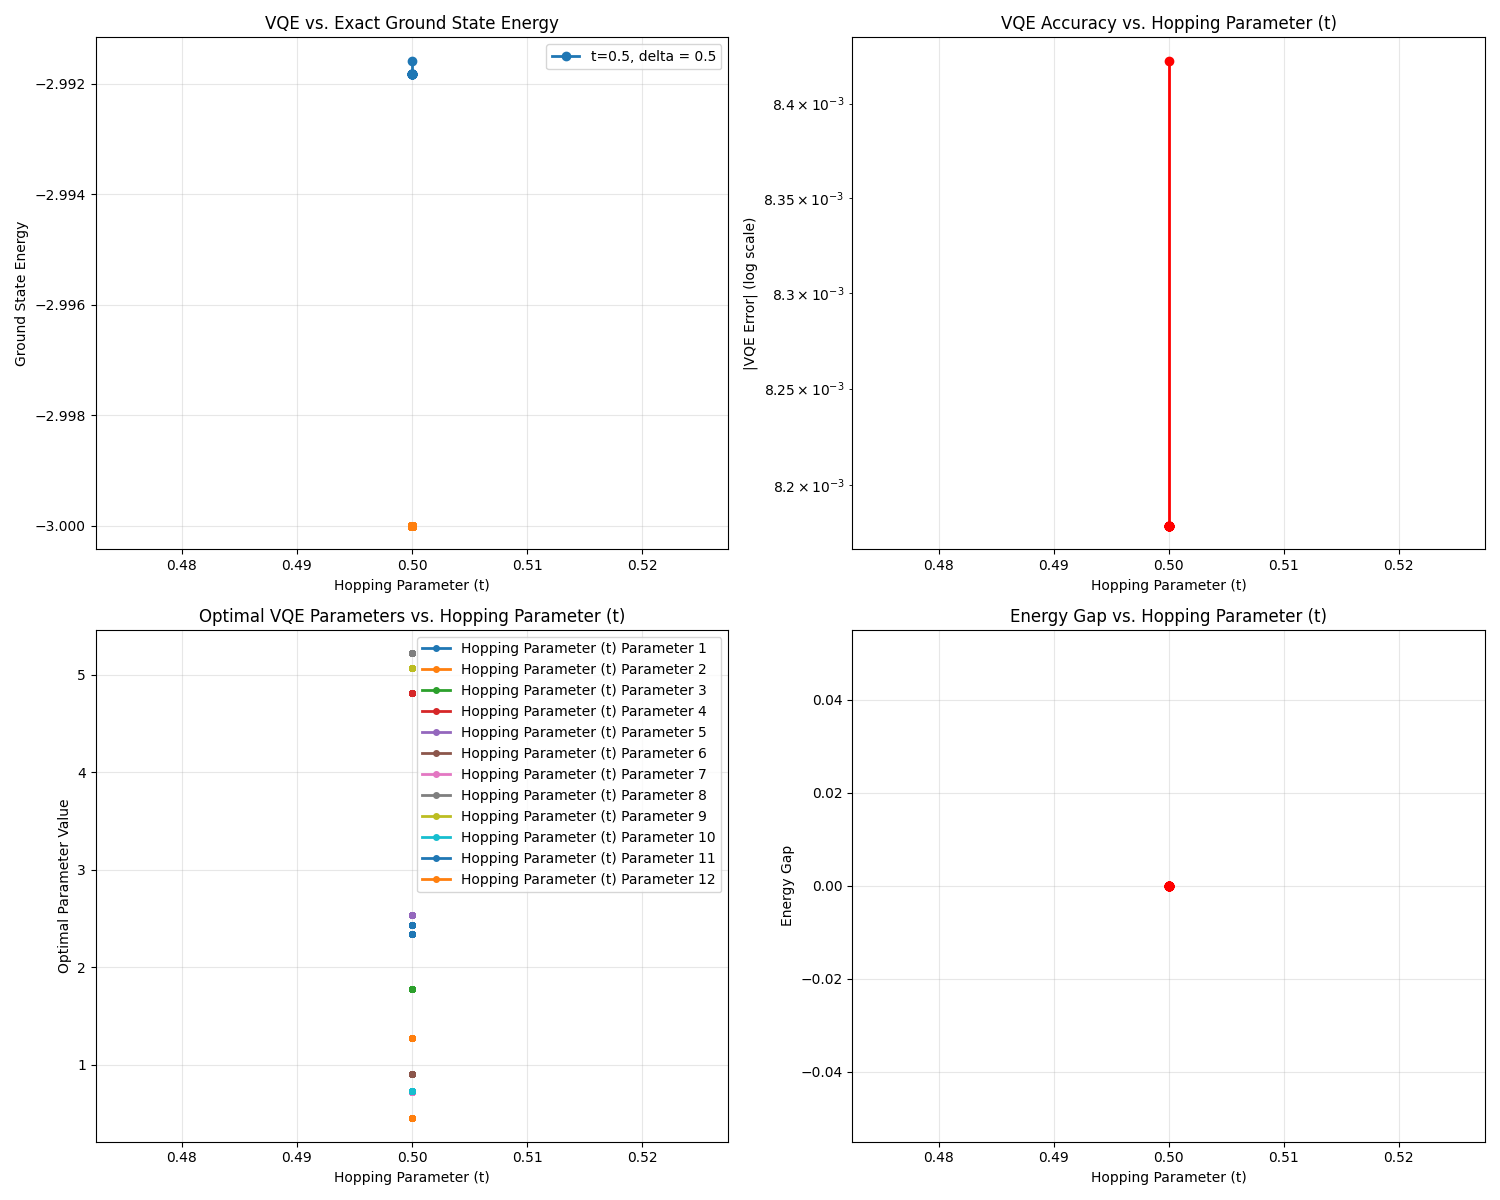 VQE vs. Exact Ground State Energy
t=0.5, delta = 0.5
Ground State Energy
−2.992
−2.994
−2.996
−2.998
−3.000
0.48 0.49 0.50 0.51 0.52
Hopping Parameter (t)
VQE Accuracy vs. Hopping Parameter (t)
|VQE Error| (log scale)
8.4 × 10⁻³
8.35 × 10⁻³
8.3 × 10⁻³
8.25 × 10⁻³
8.2 × 10⁻³
0.48 0.49 0.50 0.51 0.52
Hopping Parameter (t)
Optimal VQE Parameters vs. Hopping Parameter (t)
Hopping Parameter (t) Parameter 1
Hopping Parameter (t) Parameter 2
Hopping Parameter (t) Parameter 3
Hopping Parameter (t) Parameter 4
Hopping Parameter (t) Parameter 5
Hopping Parameter (t) Parameter 6
Hopping Parameter (t) Parameter 7
Hopping Parameter (t) Parameter 8
Hopping Parameter (t) Parameter 9
Hopping Parameter (t) Parameter 10
Hopping Parameter (t) Parameter 11
Hopping Parameter (t) Parameter 12
Optimal Parameter Value
5
4
3
2
1
0.48 0.49 0.50 0.51 0.52
Hopping Parameter (t)
Energy Gap vs. Hopping Parameter (t)
Energy Gap
0.04
0.02
0.00
−0.02
−0.04
0.48 0.49 0.50 0.51 0.52
Hopping Parameter (t)